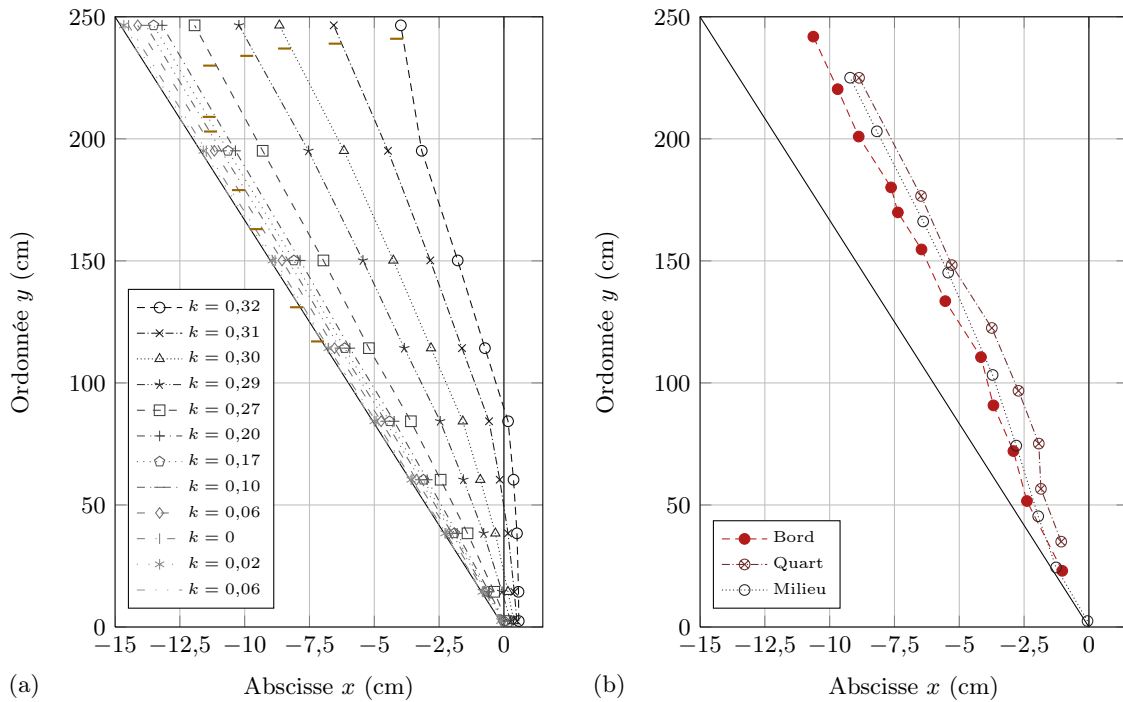 250
200
150
100
50
0
Ordonnée y (cm)
k = 0,32
k = 0,31
k = 0,30
k = 0,29
k = 0,27
k = 0,20
k = 0,17
k = 0,10
k = 0,06
k = 0
k = 0,02
k = 0,06
−15 −12,5 −10 −7,5 −5 −2,5 0
(a) Abscisse x (cm)
250
200
150
100
50
0
Ordonnée y (cm)
Bord
Quart
Milieu
−15 −12,5 −10 −7,5 −5 −2,5 0
(b) Abscisse x (cm)